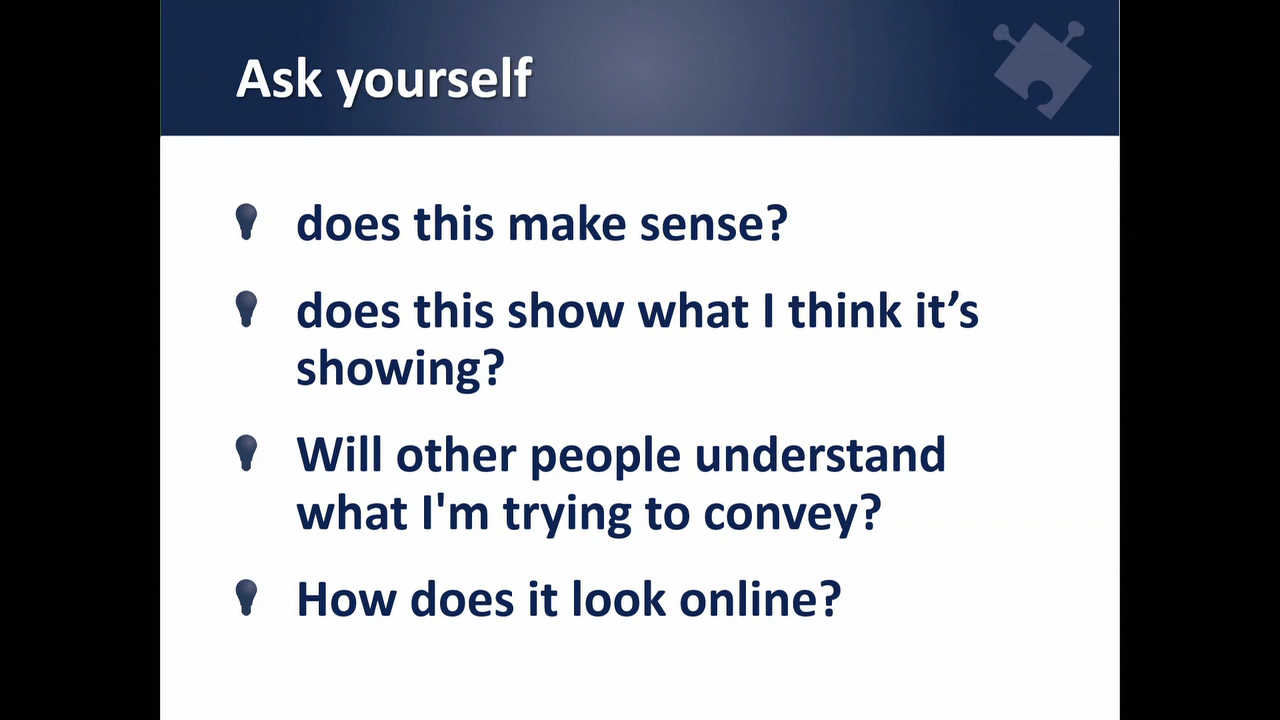 Ask yourself
does this make sense?
does this show what I think it’s
showing?
Will other people understand
what I'm trying to convey?
How does it look online?